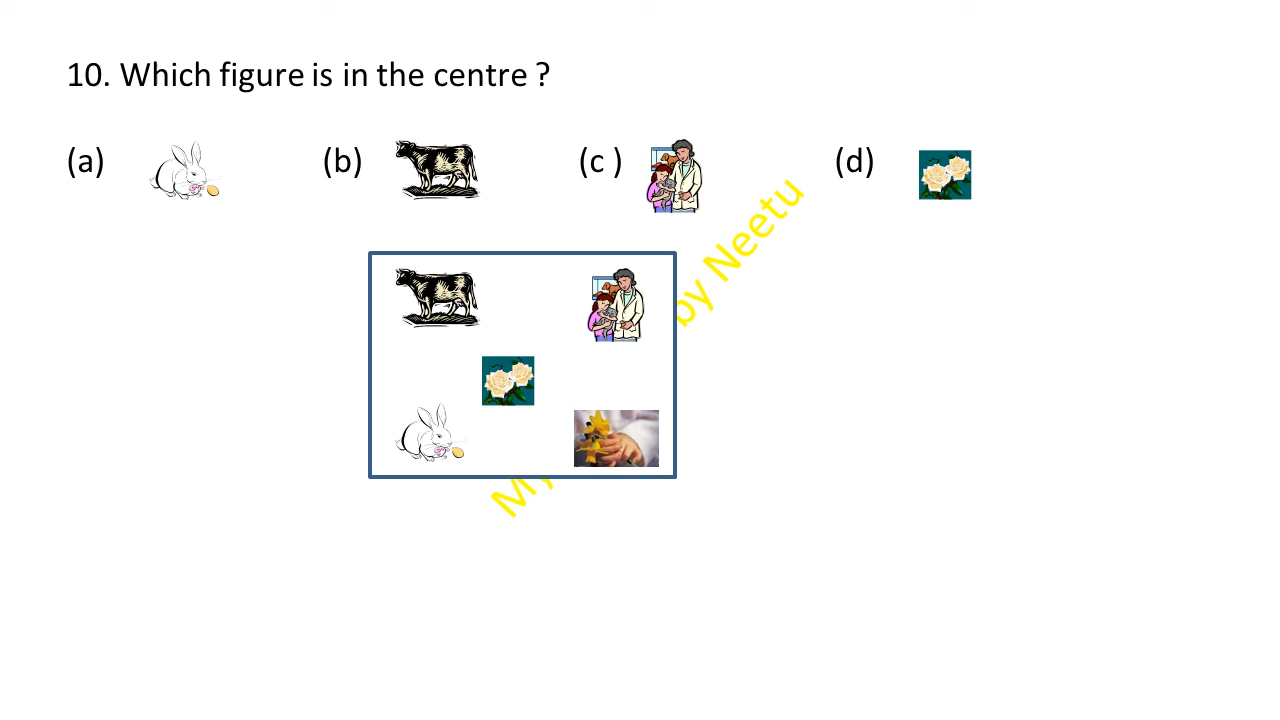 10. Which figure is in the centre ?
(a) (b) (c ) (d)
by Neetu